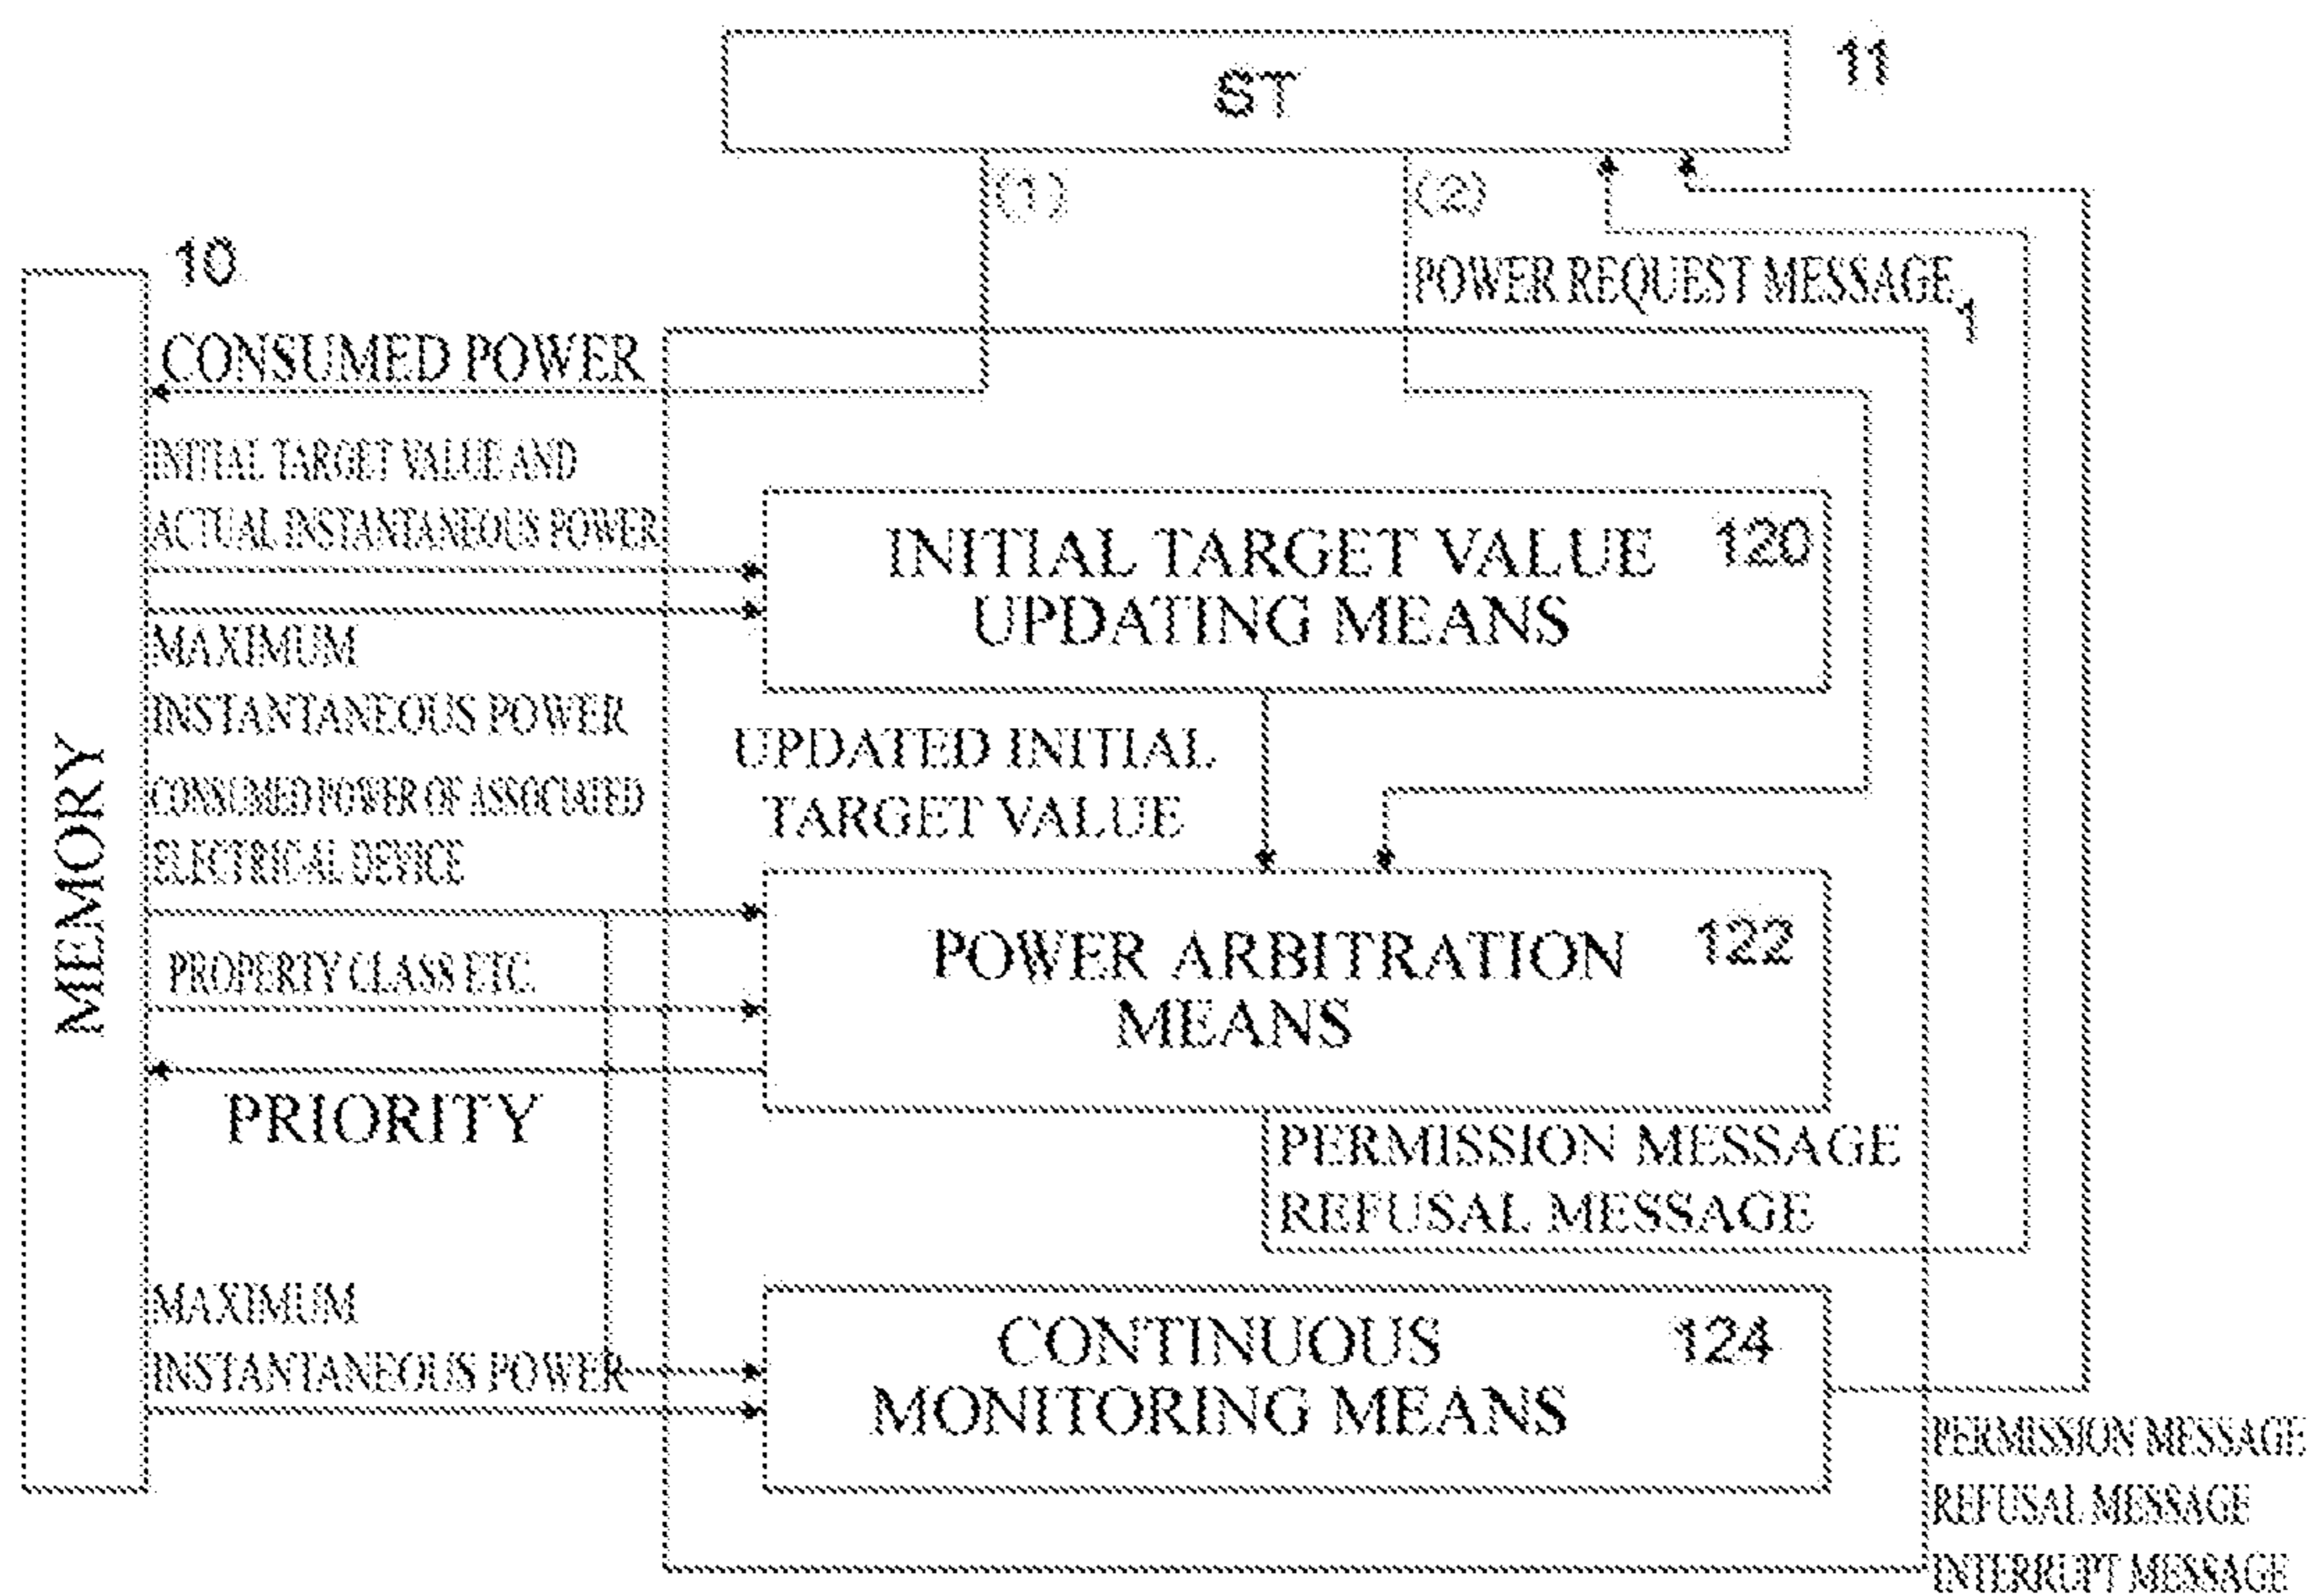 ST
11
(1)
(2)
10
POWER REQUEST MESSAGE
1
CONSUMED POWER
INITIAL TARGET VALUE AND
ACTUAL INSTANTANEOUS POWER
INITIAL TARGET VALUE
UPDATING MEANS
120
MAXIMUM
INSTANTANEOUS POWER
UPDATED INITIAL
TARGET VALUE
CONSUMED POWER OF ASSOCIATED
ELECTRICAL DEVICE
MEMORY
POWER ARBITRATION
MEANS
122
PROPERTY CLASS ETC.
PRIORITY
PERMISSION MESSAGE
REFUSAL MESSAGE
MAXIMUM
INSTANTANEOUS POWER
CONTINUOUS
MONITORING MEANS
124
PERMISSION MESSAGE
REFUSAL MESSAGE
INTERRUPT MESSAGE